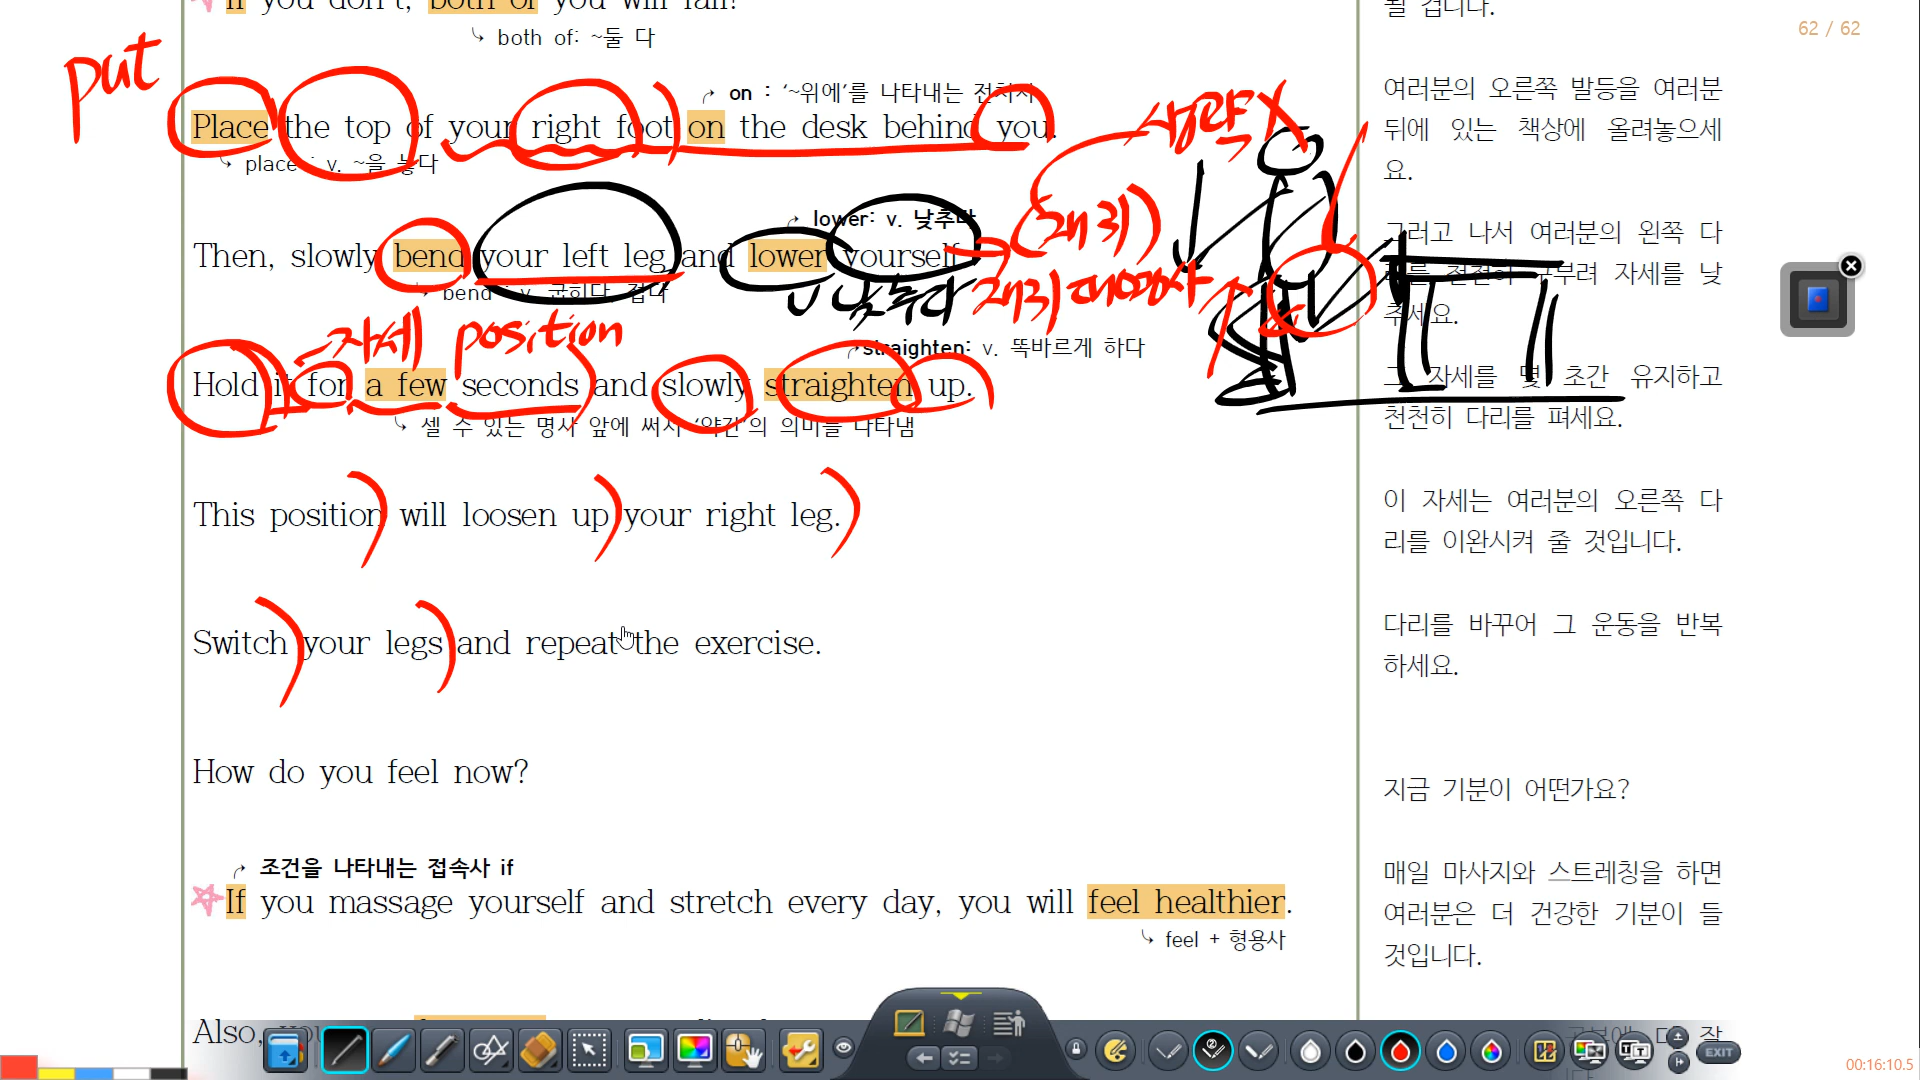 If you don't, both of you will fall!
both of: ~둘 다
put
on : '~위에'를 나타내는 전치사
Place the top of your right foot on the desk behind you.
place : v. ~을 놓다
생략X
lower: v. 낮추다
(재귀)
Then, slowly bend your left leg and lower yourself.
bend : v. 굽히다, 접다
v 낮추다
재귀대명사
자세 position
straighten: v. 똑바르게 하다
Hold it for a few seconds and slowly straighten up.
셀 수 있는 명사 앞에 써서 '약간'의 의미를 나타냄
This position will loosen up your right leg.
Switch your legs and repeat the exercise.
How do you feel now?
조건을 나타내는 접속사 if
If you massage yourself and stretch every day, you will feel healthier.
feel + 형용사
Also, you
될 겁니다.
62 / 62
여러분의 오른쪽 발등을 여러분
뒤에 있는 책상에 올려놓으세
요.
그러고 나서 여러분의 왼쪽 다
리를 천천히 구부려 자세를 낮
추세요.
그 자세를 몇 초간 유지하고
천천히 다리를 펴세요.
이 자세는 여러분의 오른쪽 다
리를 이완시켜 줄 것입니다.
다리를 바꾸어 그 운동을 반복
하세요.
지금 기분이 어떤가요?
매일 마사지와 스트레칭을 하면
여러분은 더 건강한 기분이 들
것입니다.
EXIT
00:16:10.5